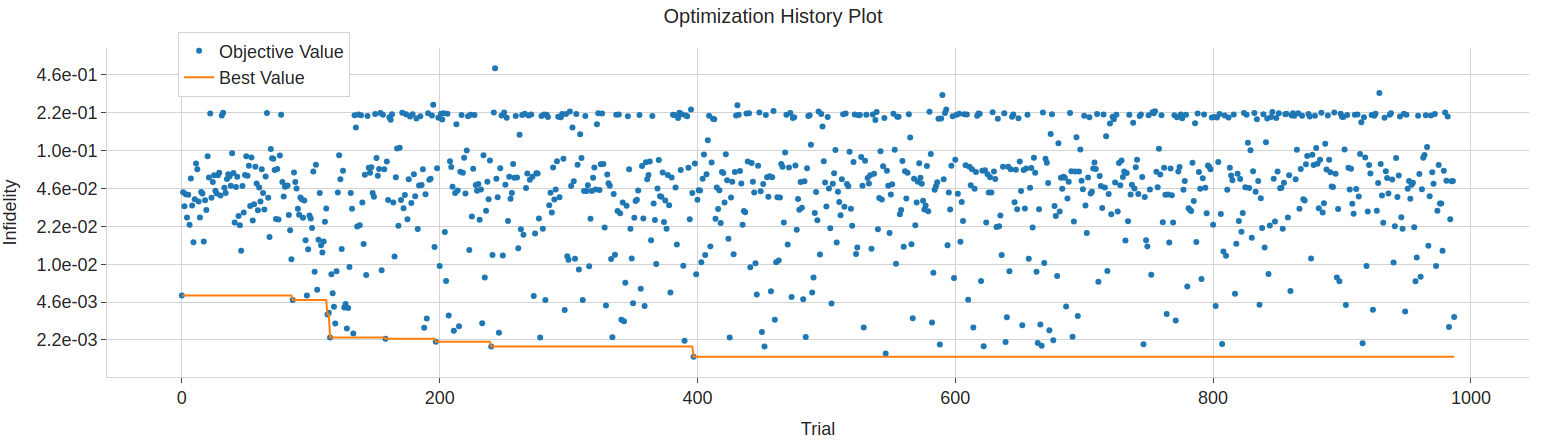 Optimization History Plot
Objective Value
Best Value
4.6e-01
2.2e-01
1.0e-01
4.6e-02
2.2e-02
1.0e-02
4.6e-03
2.2e-03
Infidelity
0 200 400 600 800 1000
Trial